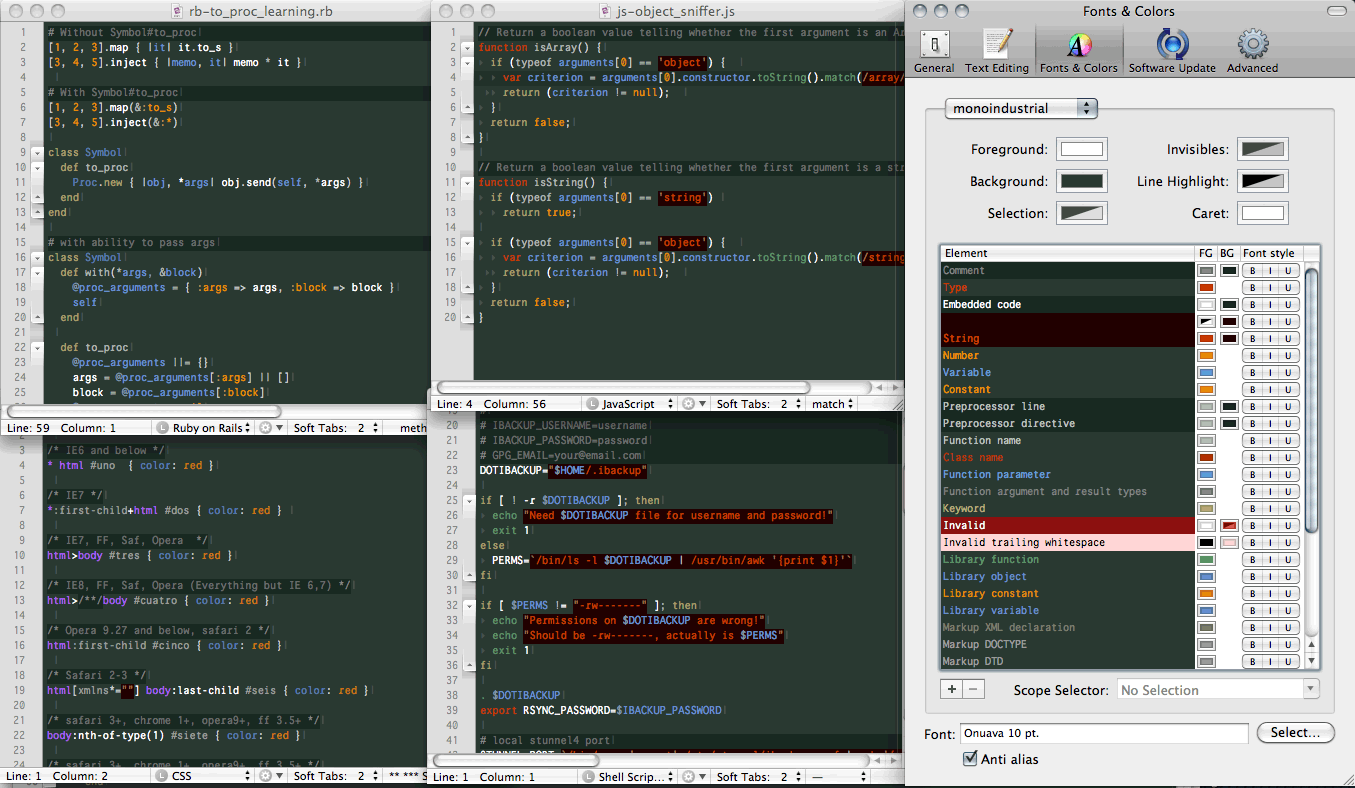 rb-to_proc_learning.rb
1 # Without Symbol#to_proc
2 [1, 2, 3].map { |it| it.to_s }
3 [3, 4, 5].inject { |memo, it| memo * it }
4
5 # With Symbol#to_proc
6 [1, 2, 3].map(&:to_s)
7 [3, 4, 5].inject(&:*)
8
9 class Symbol
10 def to_proc
11 Proc.new { |obj, *args| obj.send(self, *args) }
12 end
13 end
14
15 # with ability to pass args
16 class Symbol
17 def with(*args, &block)
18 @proc_arguments = { :args => args, :block => block }
19 self
20 end
21
22 def to_proc
23 @proc_arguments ||= {}
24 args = @proc_arguments[:args] || []
25 block = @proc_arguments[:block]
Line: 59 Column: 1 L Ruby on Rails Soft Tabs: 2 meth
3 /* IE6 and below */
4 * html #uno { color: red }
5
6 /* IE7 */
7 *:first-child+html #dos { color: red }
8
9 /* IE7, FF, Saf, Opera */
10 html>body #tres { color: red }
11
12 /* IE8, FF, Saf, Opera (Everything but IE 6,7) */
13 html>/**/body #cuatro { color: red }
14
15 /* Opera 9.27 and below, safari 2 */
16 html:first-child #cinco { color: red }
17
18 /* Safari 2-3 */
19 html[xmlns*=""] body:last-child #seis { color: red }
20
21 /* safari 3+, chrome 1+, opera9+, ff 3.5+ */
22 body:nth-of-type(1) #siete { color: red }
23
24 /* safari 3+, chrome 1+, opera9+, ff 3.5+ */
Line: 1 Column: 2 L CSS Soft Tabs: 2 ** *** S
js-object_sniffer.js
1 // Return a boolean value telling whether the first argument is an Ar
2 function isArray() {
3 if (typeof arguments[0] == 'object') {
4 var criterion = arguments[0].constructor.toString().match(/array/
5 return (criterion != null);
6 }
7 return false;
8 }
9
10 // Return a boolean value telling whether the first argument is a str
11 function isString() {
12 if (typeof arguments[0] == 'string')
13 return true;
14
15 if (typeof arguments[0] == 'object') {
16 var criterion = arguments[0].constructor.toString().match(/string
17 return (criterion != null);
18 }
19 return false;
20 }
Line: 4 Column: 56 L JavaScript Soft Tabs: 2 match
20 # IBACKUP_USERNAME=username
21 # IBACKUP_PASSWORD=password
22 # GPG_EMAIL=your@email.com
23 DOTIBACKUP="$HOME/.ibackup"
24
25 if [ ! -r $DOTIBACKUP ]; then
26 echo "Need $DOTIBACKUP file for username and password!"
27 exit 1
28 else
29 PERMS=`/bin/ls -l $DOTIBACKUP | /usr/bin/awk '{print $1}'`
30 fi
31
32 if [ $PERMS != "-rw-------" ]; then
33 echo "Permissions on $DOTIBACKUP are wrong!"
34 echo "Should be -rw-------, actually is $PERMS"
35 exit 1
36 fi
37
38 . $DOTIBACKUP
39 export RSYNC_PASSWORD=$IBACKUP_PASSWORD
40
41 # local stunnel4 port
Line: 1 Column: 1 L Shell Scrip... Soft Tabs: 2 —
Fonts & Colors
General Text Editing Fonts & Colors Software Update Advanced
monoindustrial
Foreground: Invisibles:
Background: Line Highlight:
Selection: Caret:
Element FG BG Font style
Comment B I U
Type B I U
Embedded code B I U
B I U
String B I U
Number B I U
Variable B I U
Constant B I U
Preprocessor line B I U
Preprocessor directive B I U
Function name B I U
Class name B I U
Function parameter B I U
Function argument and result types B I U
Keyword B I U
Invalid B I U
Invalid trailing whitespace B I U
Library function B I U
Library object B I U
Library constant B I U
Library variable B I U
Markup XML declaration B I U
Markup DOCTYPE B I U
Markup DTD B I U
+ − Scope Selector: No Selection
Font: Onuava 10 pt. Select...
Anti alias